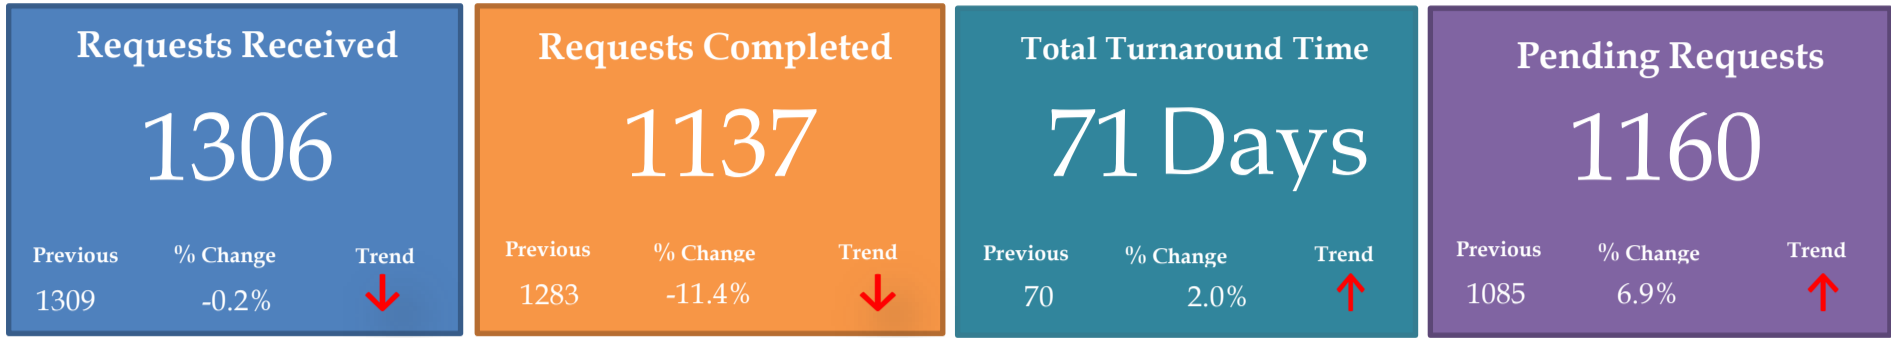 Requests Received
1306
Previous % Change Trend
1309 -0.2% ↓
Requests Completed
1137
Previous % Change Trend
1283 -11.4% ↓
Total Turnaround Time
71 Days
Previous % Change Trend
70 2.0% ↑
Pending Requests
1160
Previous % Change Trend
1085 6.9% ↑